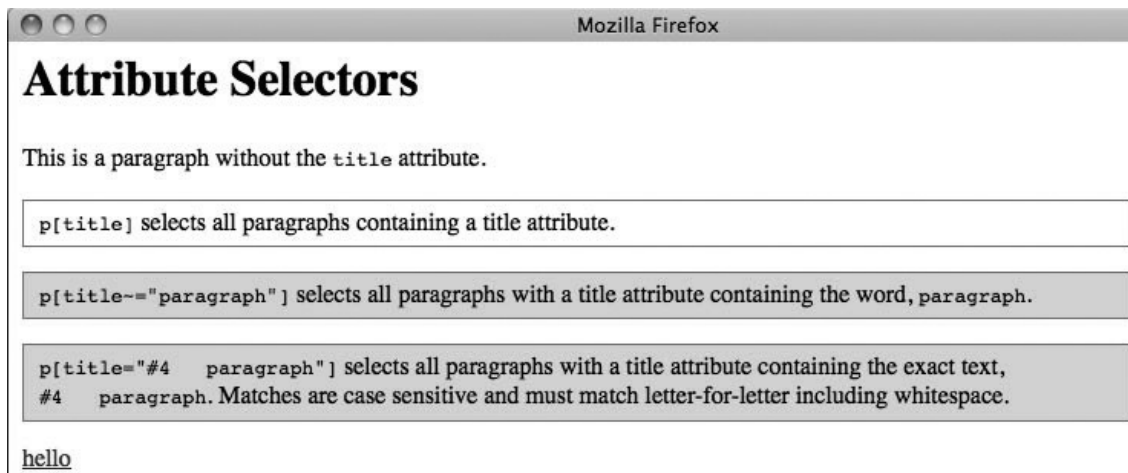 Mozilla Firefox
Attribute Selectors
This is a paragraph without the title attribute.
p[title] selects all paragraphs containing a title attribute.
p[title~="paragraph"] selects all paragraphs with a title attribute containing the word, paragraph.
p[title="#4   paragraph"] selects all paragraphs with a title attribute containing the exact text,
#4   paragraph. Matches are case sensitive and must match letter-for-letter including whitespace.
hello